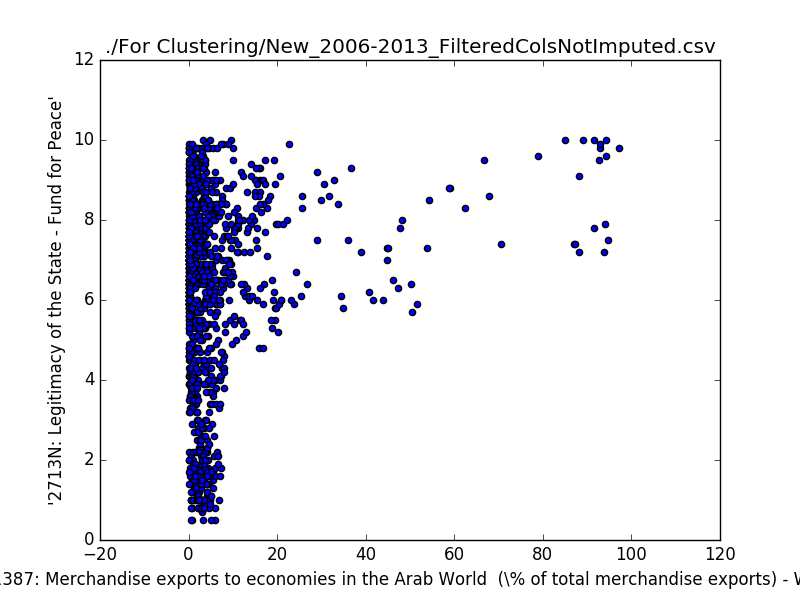 ./For Clustering/New_2006-2013_FilteredColsNotImputed.csv
'2713N: Legitimacy of the State - Fund for Peace'
12
10
8
6
4
2
0
−20 0 20 40 60 80 100 120
387: Merchandise exports to economies in the Arab World (\% of total merchandise exports) -